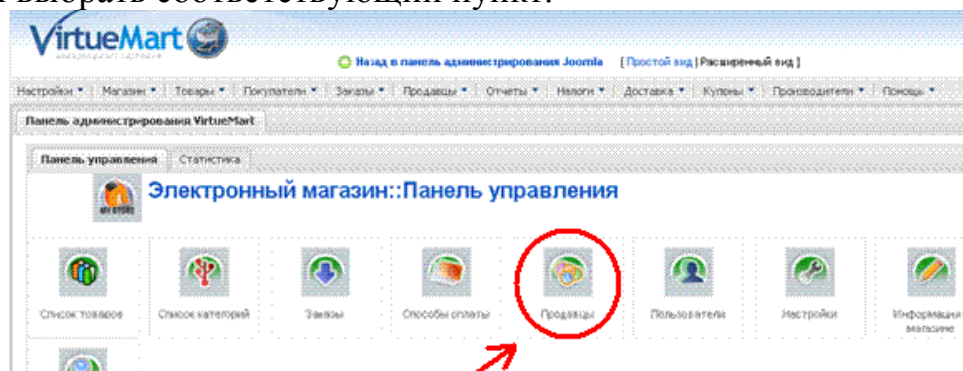 и выбрать соответствующий пункт:
VirtueMart
Назад в панель администрирования Joomla [Простой вид|Расширенный вид]
Настройки Магазин Товары Покупатели Заказы Продавцы Отчеты Налоги Доставка Купоны Производители Помощь
Панель администрирования VirtueMart
Панель управления Статистика
MY STORE
Электронный магазин::Панель управления
Список товаров Список категорий Заказы Способы оплаты Продавцы Пользователи Настройки Информация
магазине